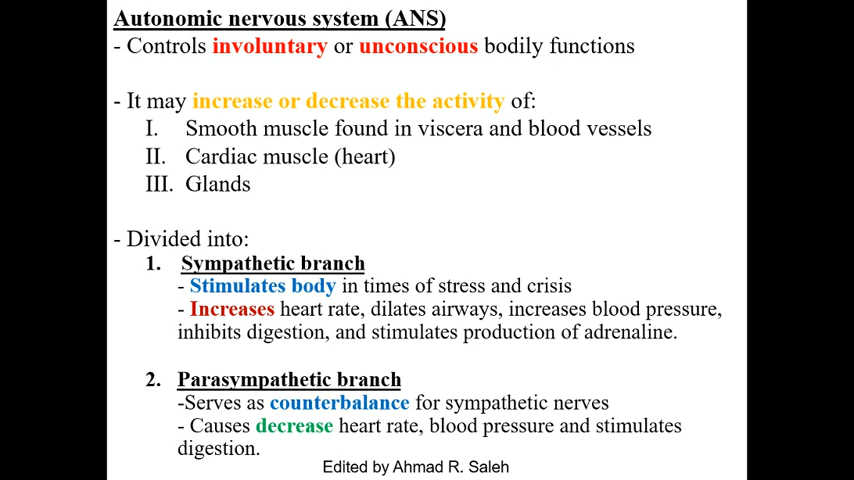 Autonomic nervous system (ANS)
- Controls involuntary or unconscious bodily functions
- It may increase or decrease the activity of:
I. Smooth muscle found in viscera and blood vessels
II. Cardiac muscle (heart)
III. Glands
- Divided into:
1. Sympathetic branch
- Stimulates body in times of stress and crisis
- Increases heart rate, dilates airways, increases blood pressure,
inhibits digestion, and stimulates production of adrenaline.
2. Parasympathetic branch
-Serves as counterbalance for sympathetic nerves
- Causes decrease heart rate, blood pressure and stimulates
digestion.
Edited by Ahmad R. Saleh